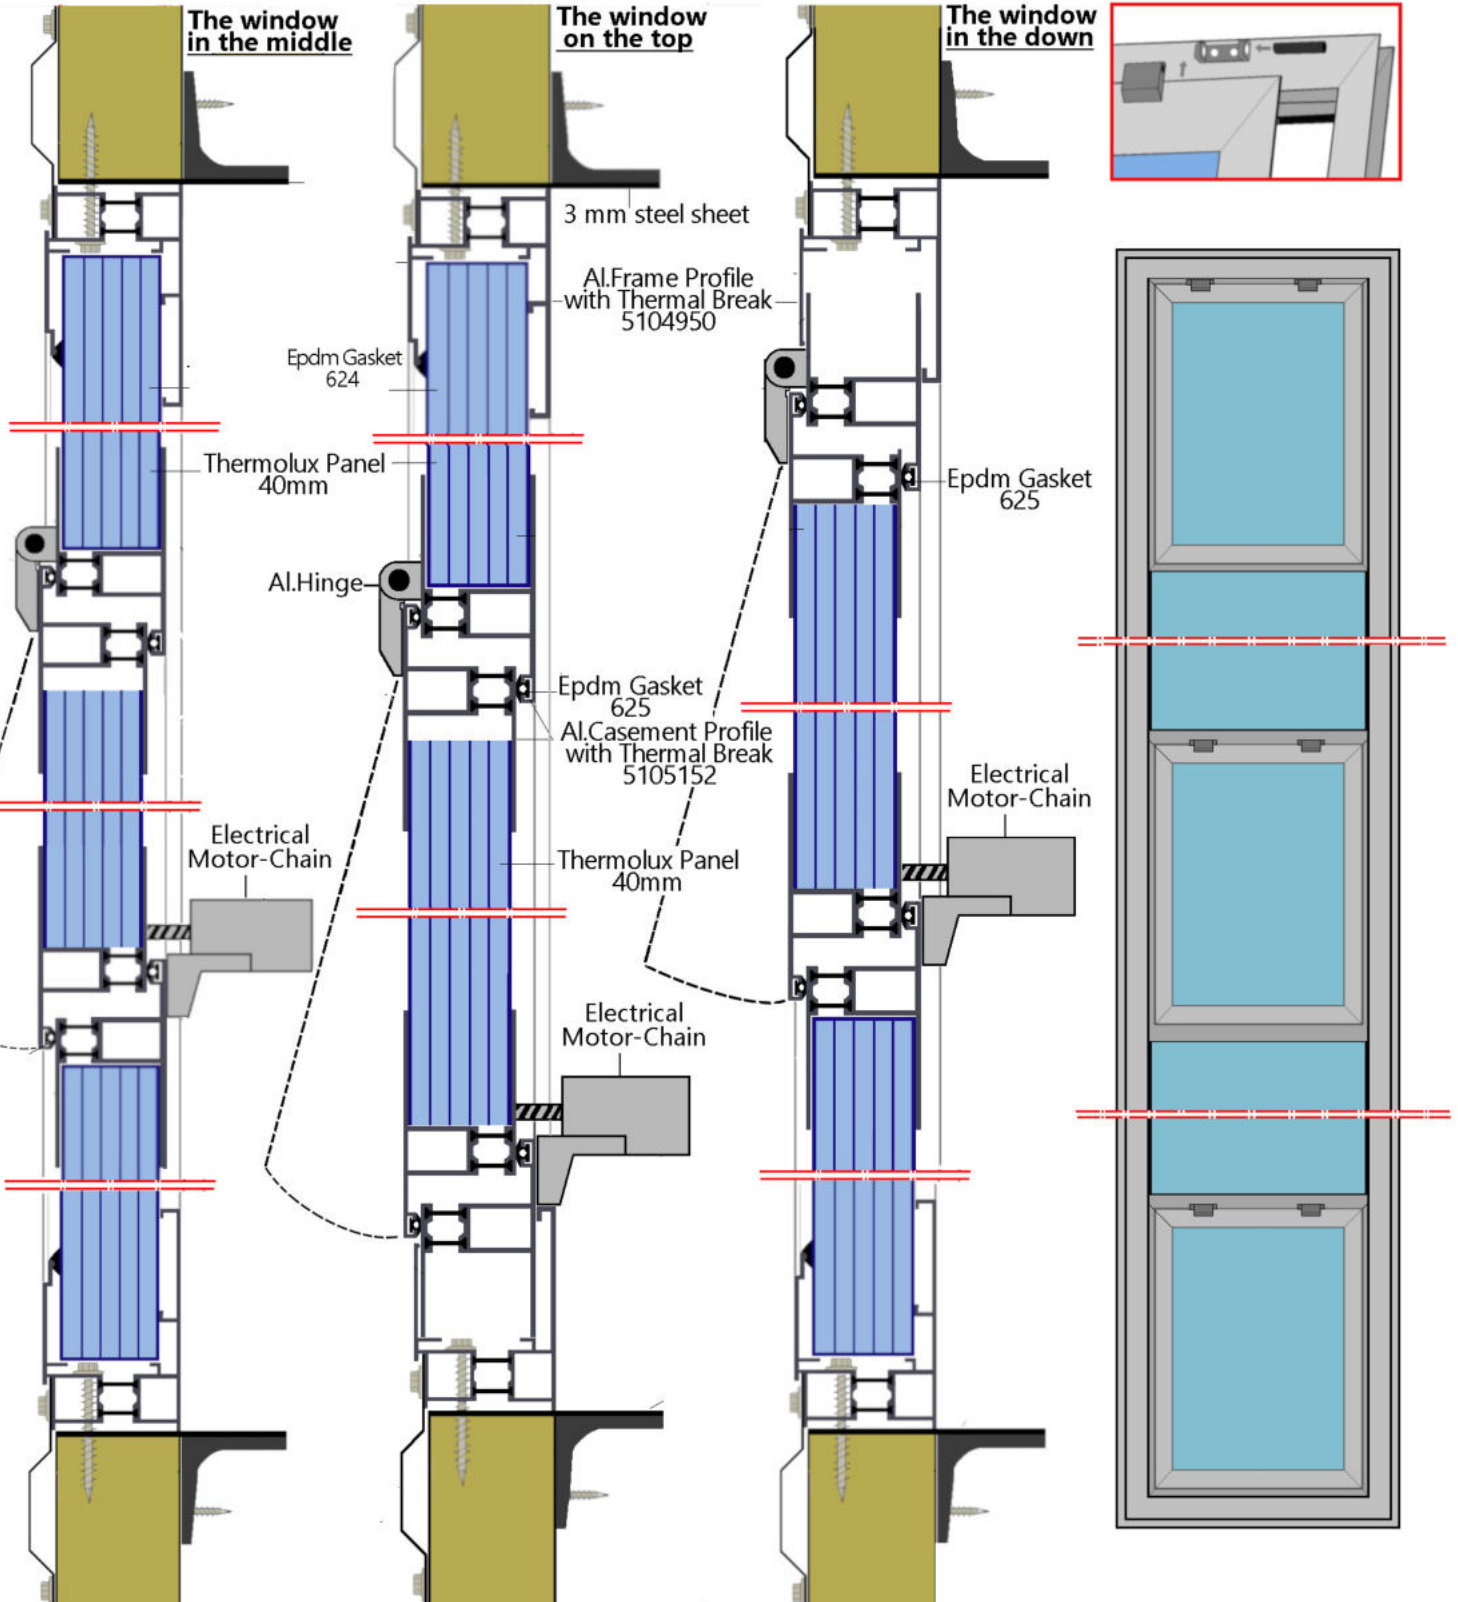 The window
in the middle
The window
on the top
The window
in the down
3 mm steel sheet
Al.Frame Profile
with Thermal Break
5104950
Epdm Gasket
624
Thermolux Panel
40mm
Epdm Gasket
625
Al.Hinge
Epdm Gasket
625
Al.Casement Profile
with Thermal Break
5105152
Electrical
Motor-Chain
Electrical
Motor-Chain
Thermolux Panel
40mm
Electrical
Motor-Chain